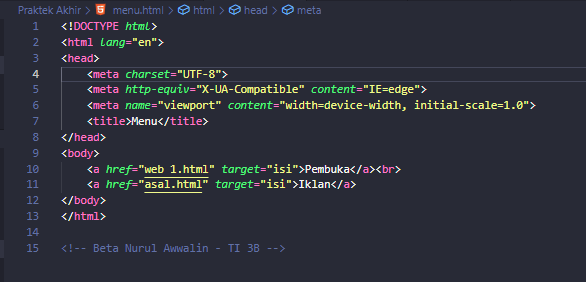 Praktek Akhir > menu.html > html > head > meta
1 <!DOCTYPE html>
2 <html lang="en">
3 <head>
4 <meta charset="UTF-8">
5 <meta http-equiv="X-UA-Compatible" content="IE=edge">
6 <meta name="viewport" content="width=device-width, initial-scale=1.0">
7 <title>Menu</title>
8 </head>
9 <body>
10 <a href="web 1.html" target="isi">Pembuka</a><br>
11 <a href="asal.html" target="isi">Iklan</a>
12 </body>
13 </html>
14
15 <!-- Beta Nurul Awwalin - TI 3B -->